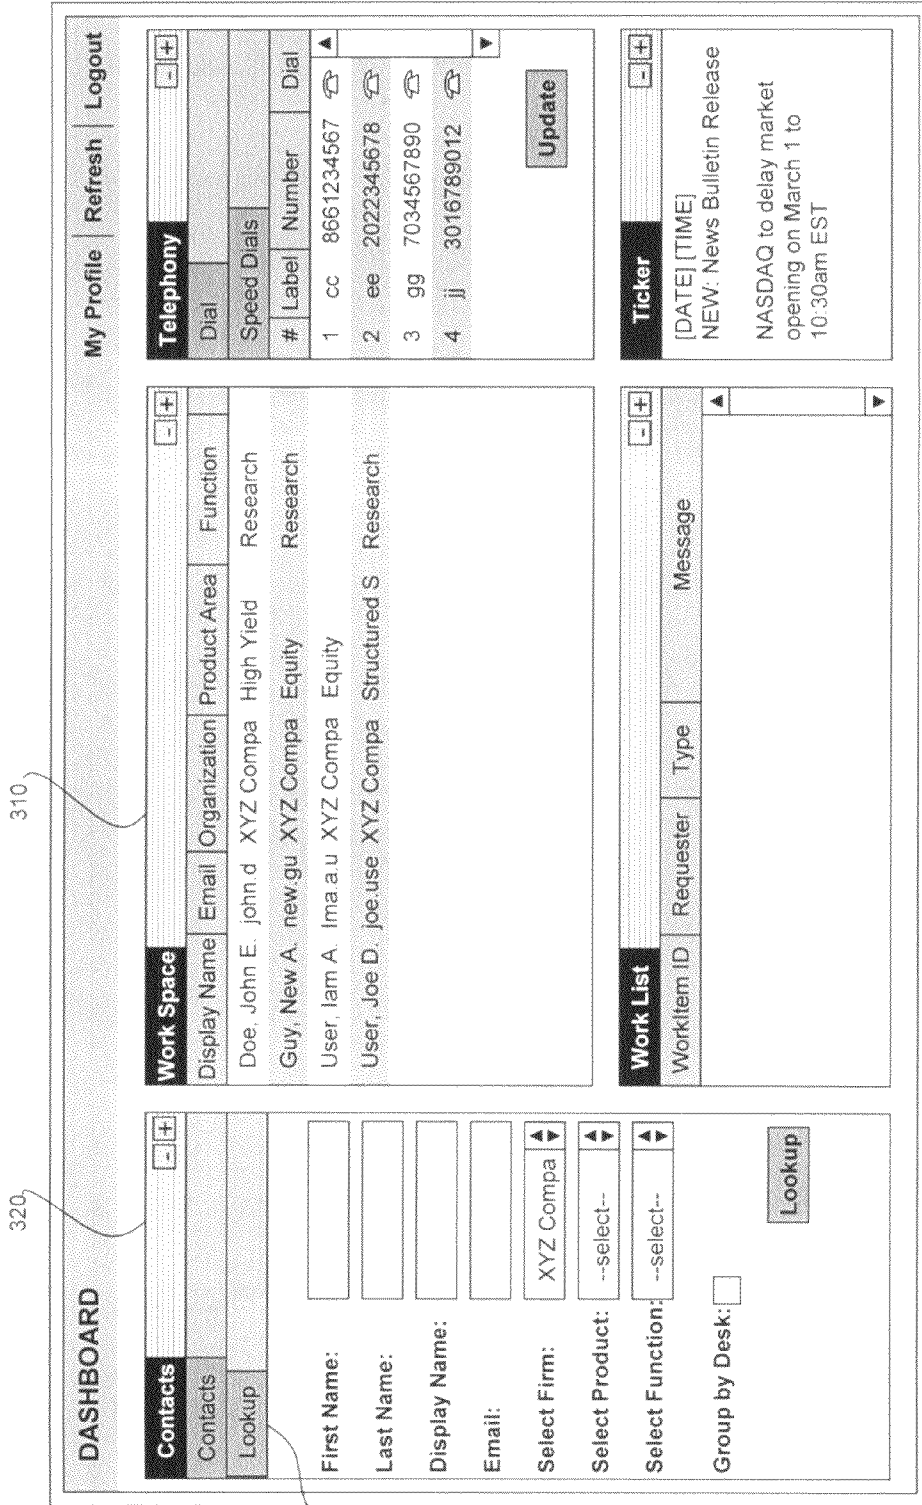 310
320
DASHBOARD
My Profile | Refresh | Logout
Contacts - +
Contacts
Lookup
First Name:
Last Name:
Display Name:
Email:
Select Firm: XYZ Compa
Select Product: --select--
Select Function: --select--
Group by Desk:
Lookup
Work Space - +
Display Name Email Organization Product Area Function
Doe, John E. john.d XYZ Compa High Yield Research
Guy, New A. new.gu XYZ Compa Equity Research
User, Iam A. Ima.a.u XYZ Compa Equity
User, Joe D. joe.use XYZ Compa Structured S Research
Telephony - +
Dial
Speed Dials
# Label Number Dial
1 cc 8661234567
2 ee 2022345678
3 gg 7034567890
4 jj 3016789012
Update
Work List - +
WorkItem ID Requester Type Message
Ticker - +
[DATE] [TIME]
NEW: News Bulletin Release
NASDAQ to delay market
opening on March 1 to
10:30am EST